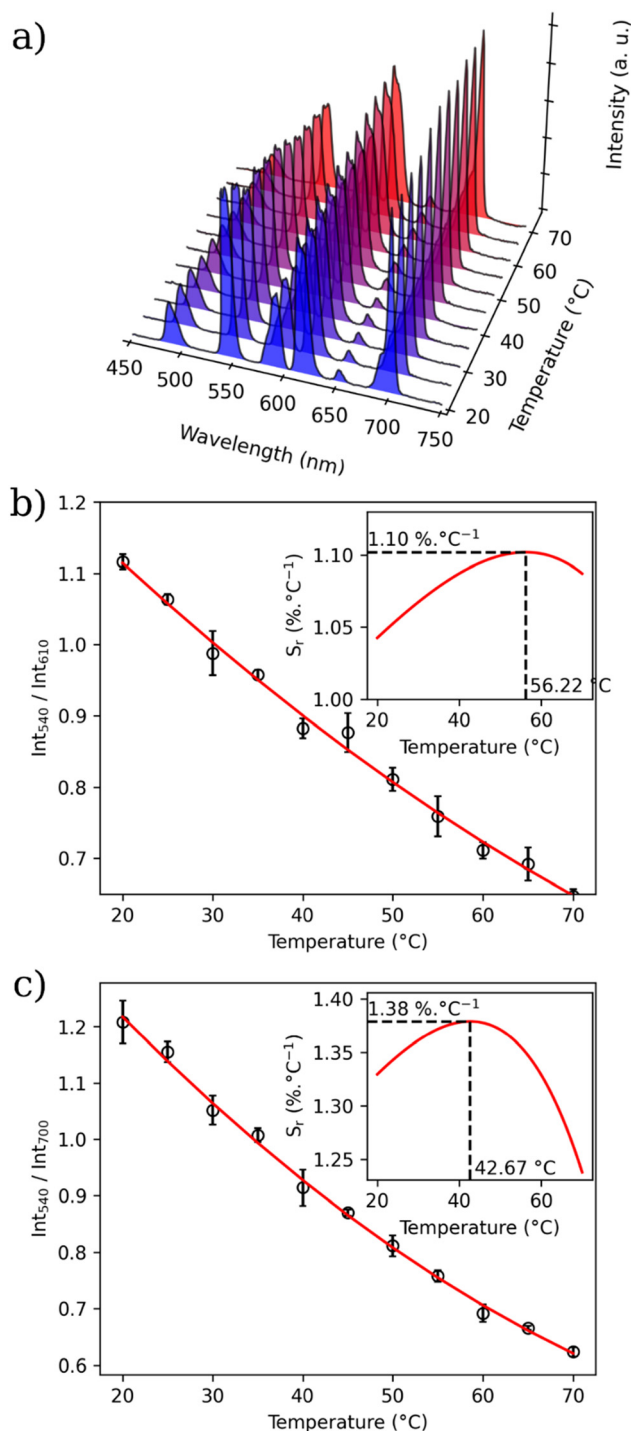 a)
Intensity (a. u.)
70
60
50
40
30
20
Temperature (°C)
450
500
550
600
650
700
750
Wavelength (nm)
b)
1.2
1.1
1.0
0.9
0.8
0.7
Int₅₄₀ / Int₆₁₀
20 30 40 50 60 70
Temperature (°C)
1.10 %.°C⁻¹
1.10
1.05
1.00
Sᵣ (%.°C⁻¹)
56.22 °C
20 40 60
Temperature (°C)
c)
1.2
1.1
1.0
0.9
0.8
0.7
0.6
Int₅₄₀ / Int₇₀₀
20 30 40 50 60 70
Temperature (°C)
1.40
1.38 %.°C⁻¹
1.35
1.30
1.25
Sᵣ (%.°C⁻¹)
42.67 °C
20 40 60
Temperature (°C)